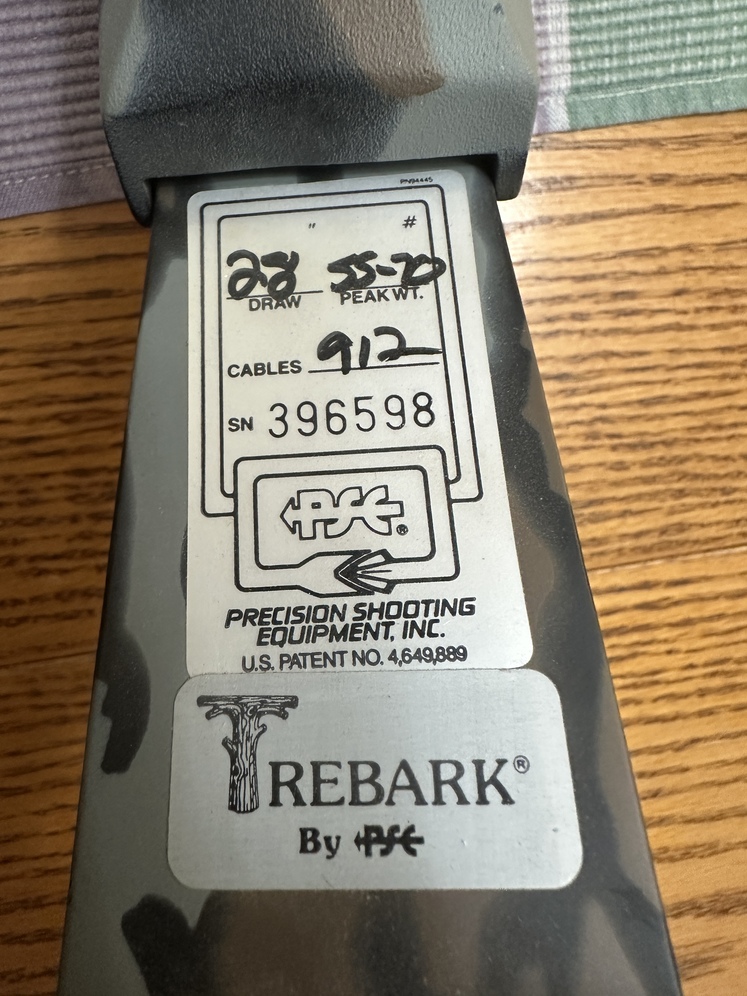 PN94445
" #
28 55-70
DRAW PEAK WT.
CABLES 912
SN 396598
PSE®
PRECISION SHOOTING
EQUIPMENT, INC.
U.S. PATENT NO. 4,649,889
TREBARK®
By PSE